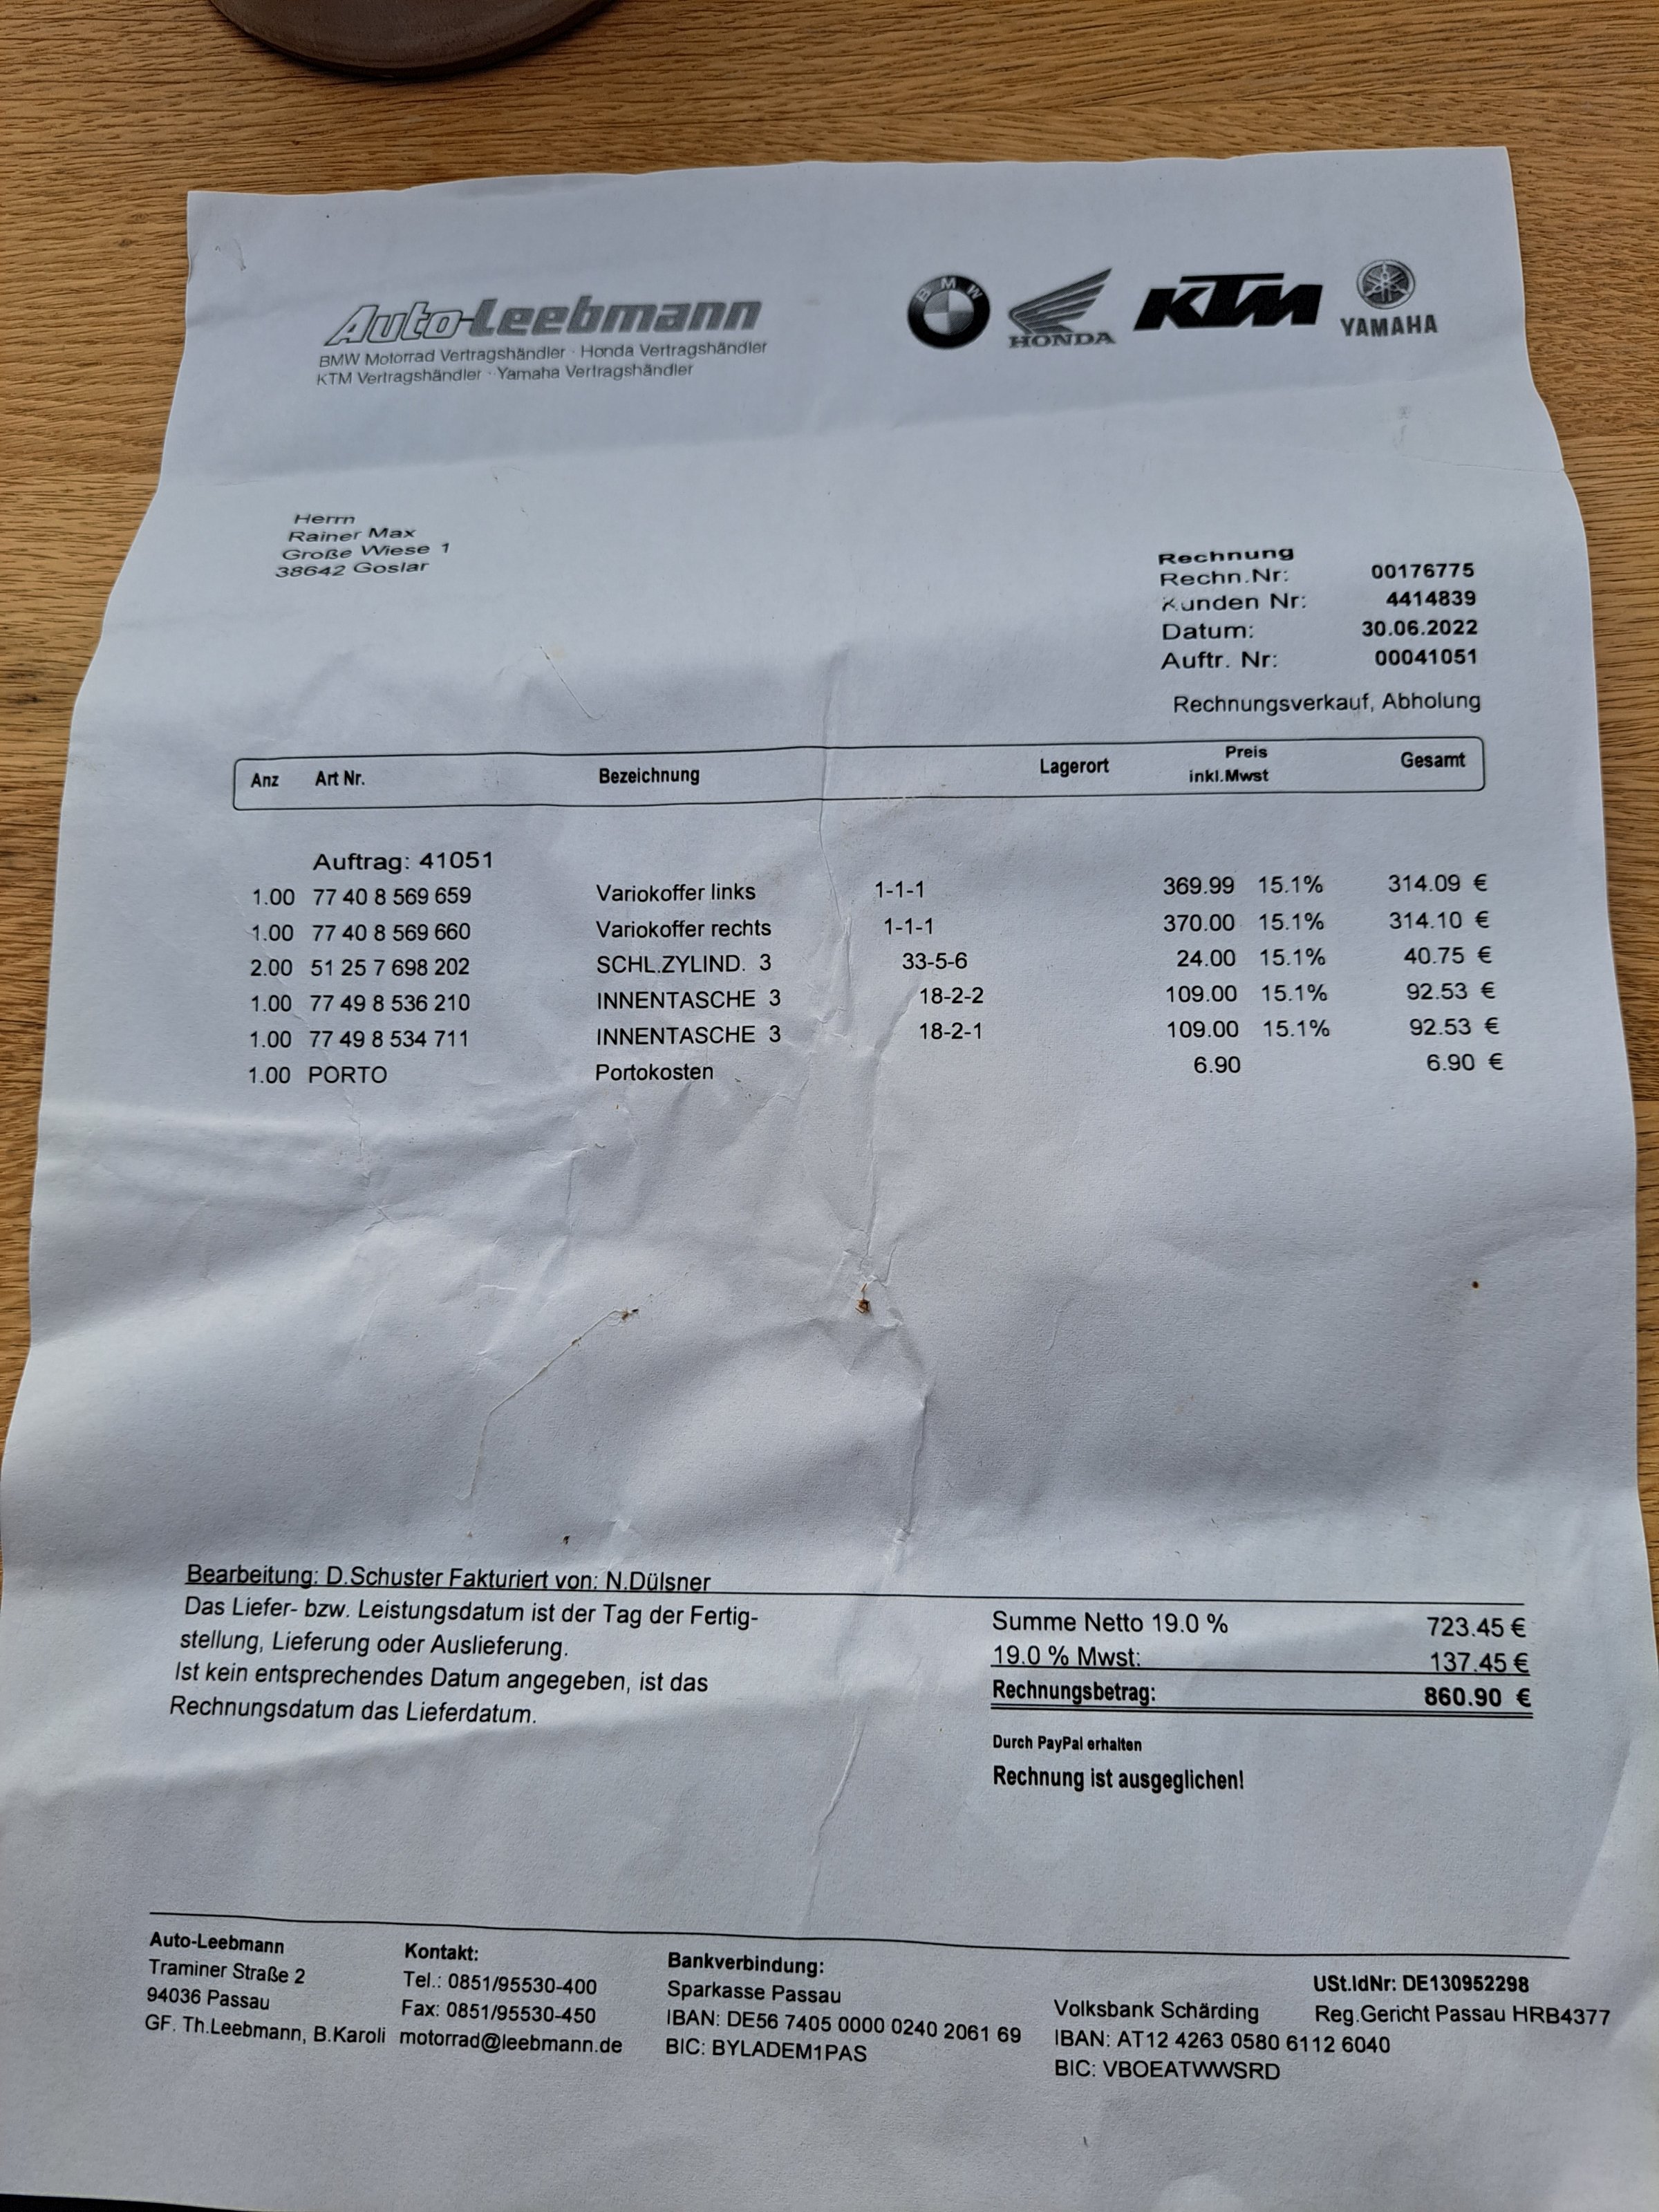 Auto-Leebmann
BMW Motorrad Vertragshändler · Honda Vertragshändler
KTM Vertragshändler · Yamaha Vertragshändler
BMW HONDA KTM YAMAHA
Herrn
Rainer Max
Große Wiese 1
38642 Goslar
Rechnung
Rechn.Nr: 00176775
Kunden Nr: 4414839
Datum: 30.06.2022
Auftr. Nr: 00041051
Rechnungsverkauf, Abholung
Anz Art Nr. Bezeichnung Lagerort Preis inkl.Mwst Gesamt
Auftrag: 41051
1.00 77 40 8 569 659 Variokoffer links 1-1-1 369.99 15.1% 314.09 €
1.00 77 40 8 569 660 Variokoffer rechts 1-1-1 370.00 15.1% 314.10 €
2.00 51 25 7 698 202 SCHL.ZYLIND. 3 33-5-6 24.00 15.1% 40.75 €
1.00 77 49 8 536 210 INNENTASCHE 3 18-2-2 109.00 15.1% 92.53 €
1.00 77 49 8 534 711 INNENTASCHE 3 18-2-1 109.00 15.1% 92.53 €
1.00 PORTO Portokosten 6.90 6.90 €
Bearbeitung: D.Schuster Fakturiert von: N.Dülsner
Das Liefer- bzw. Leistungsdatum ist der Tag der Fertig-
stellung, Lieferung oder Auslieferung.
Ist kein entsprechendes Datum angegeben, ist das
Rechnungsdatum das Lieferdatum.
Summe Netto 19.0 % 723.45 €
19.0 % Mwst: 137.45 €
Rechnungsbetrag: 860.90 €
Durch PayPal erhalten
Rechnung ist ausgeglichen!
Auto-Leebmann
Traminer Straße 2
94036 Passau
GF. Th.Leebmann, B.Karoli
Kontakt:
Tel.: 0851/95530-400
Fax: 0851/95530-450
motorrad@leebmann.de
Bankverbindung:
Sparkasse Passau
IBAN: DE56 7405 0000 0240 2061 69
BIC: BYLADEM1PAS
Volksbank Schärding
IBAN: AT12 4263 0580 6112 6040
BIC: VBOEATWWSRD
USt.IdNr: DE130952298
Reg.Gericht Passau HRB4377